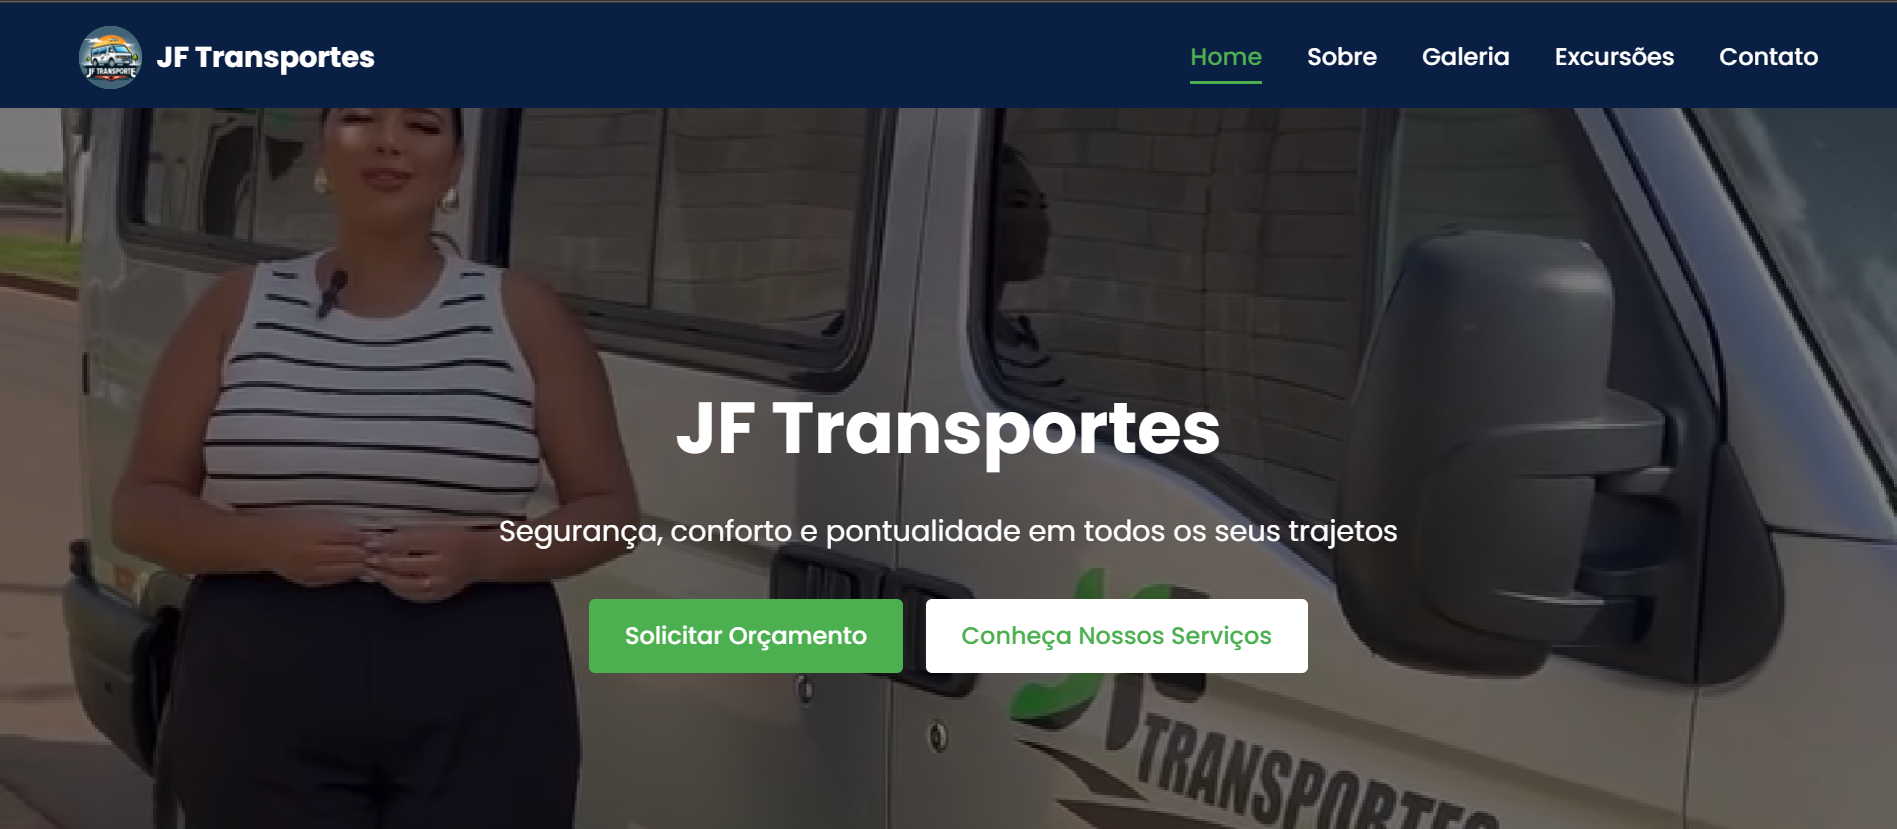 JF TRANSPORTE
JF Transportes
Home
Sobre
Galeria
Excursões
Contato
JF Transportes
Segurança, conforto e pontualidade em todos os seus trajetos
Solicitar Orçamento
Conheça Nossos Serviços
JF
TRANSPORTES